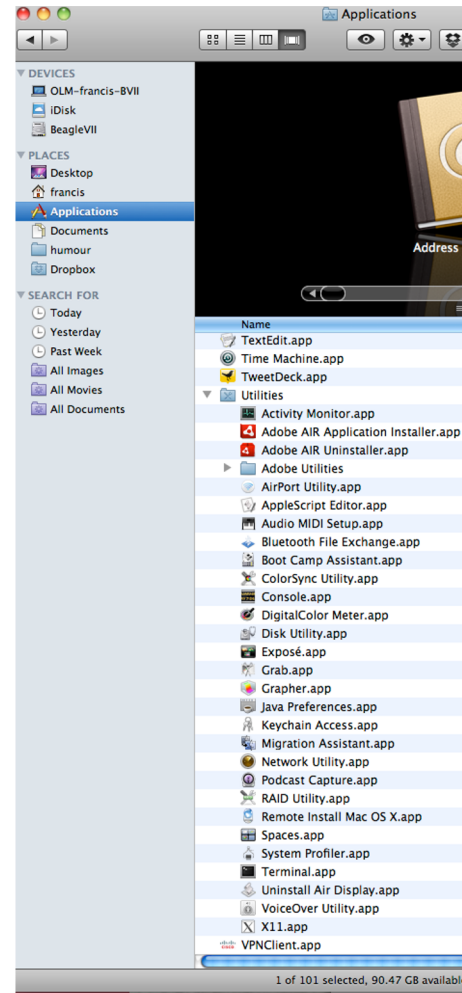 Applications
DEVICES
OLM-francis-BVII
iDisk
BeagleVII
PLACES
Desktop
francis
Applications
Documents
humour
Dropbox
SEARCH FOR
Today
Yesterday
Past Week
All Images
All Movies
All Documents
Address
Name
TextEdit.app
Time Machine.app
TweetDeck.app
Utilities
Activity Monitor.app
Adobe AIR Application Installer.app
Adobe AIR Uninstaller.app
Adobe Utilities
AirPort Utility.app
AppleScript Editor.app
Audio MIDI Setup.app
Bluetooth File Exchange.app
Boot Camp Assistant.app
ColorSync Utility.app
Console.app
DigitalColor Meter.app
Disk Utility.app
Exposé.app
Grab.app
Grapher.app
Java Preferences.app
Keychain Access.app
Migration Assistant.app
Network Utility.app
Podcast Capture.app
RAID Utility.app
Remote Install Mac OS X.app
Spaces.app
System Profiler.app
Terminal.app
Uninstall Air Display.app
VoiceOver Utility.app
X11.app
VPNClient.app
1 of 101 selected, 90.47 GB available